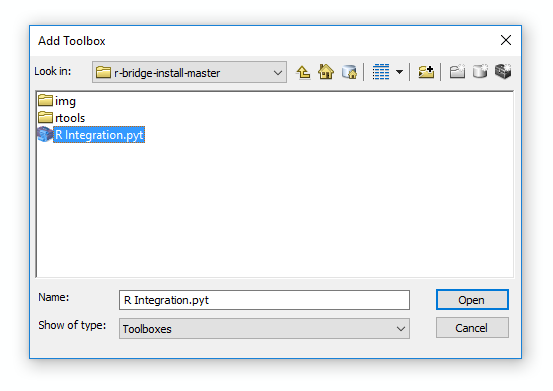 Add Toolbox
Look in: r-bridge-install-master
img
rtools
R Integration.pyt
Name: R Integration.pyt Open
Show of type: Toolboxes Cancel